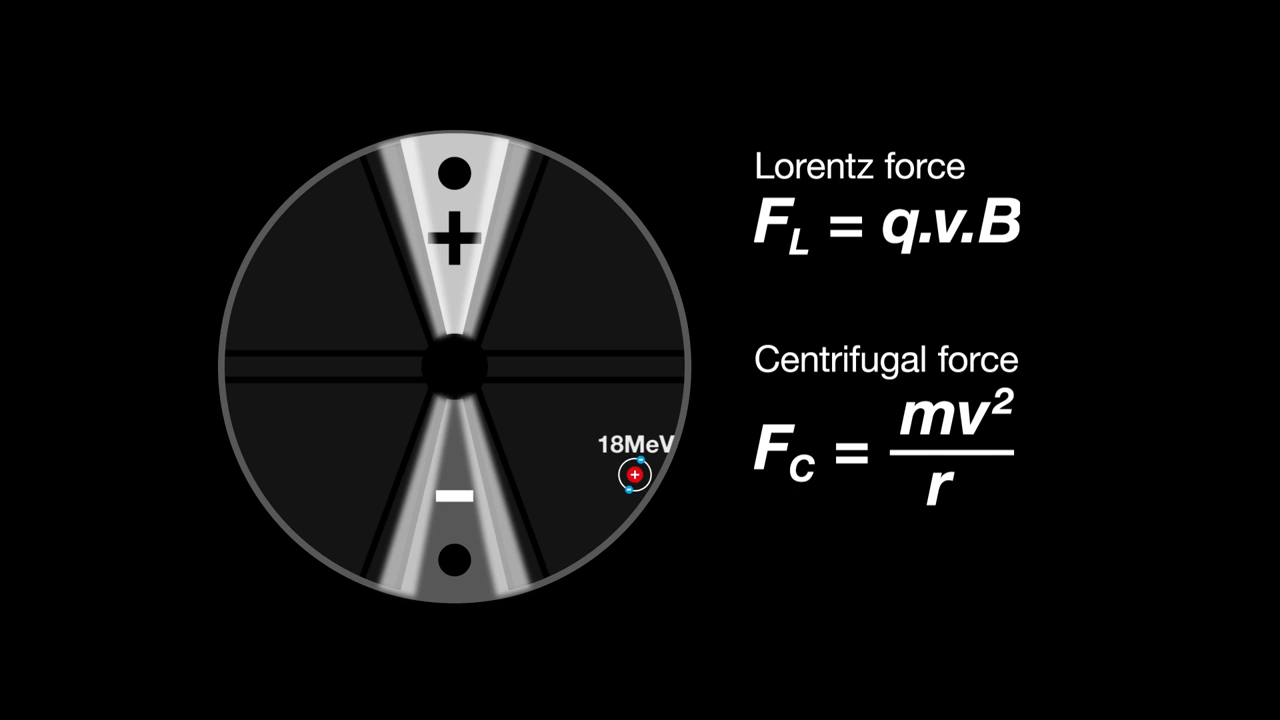 Lorentz force
F_L = q.v.B
+
Centrifugal force
F_C = mv²/r
18MeV
+
−